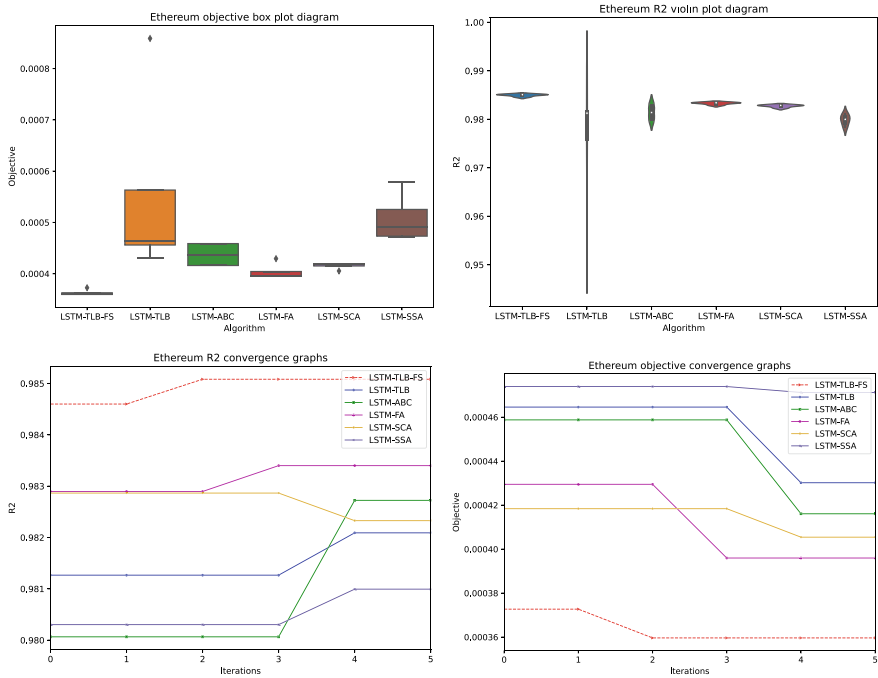 Ethereum objective box plot diagram
0,0008
0,0007
0,0006
0,0005
0,0004
Objective
LSTM-TLB-FS LSTM-TLB LSTM-ABC LSTM-FA LSTM-SCA LSTM-SSA
Algorithm
Ethereum R2 violin plot diagram
1,00
0,99
0,98
0,97
0,96
0,95
R2
LSTM-TLB-FS LSTM-TLB LSTM-ABC LSTM-FA LSTM-SCA LSTM-SSA
Algorithm
Ethereum R2 convergence graphs
0,985
0,984
0,983
0,982
0,981
0,980
R2
LSTM-TLB-FS
LSTM-TLB
LSTM-ABC
LSTM-FA
LSTM-SCA
LSTM-SSA
0 1 2 3 4 5
Iterations
Ethereum objective convergence graphs
0,00046
0,00044
0,00042
0,00040
0,00038
0,00036
Objective
LSTM-TLB-FS
LSTM-TLB
LSTM-ABC
LSTM-FA
LSTM-SCA
LSTM-SSA
0 1 2 3 4 5
Iterations